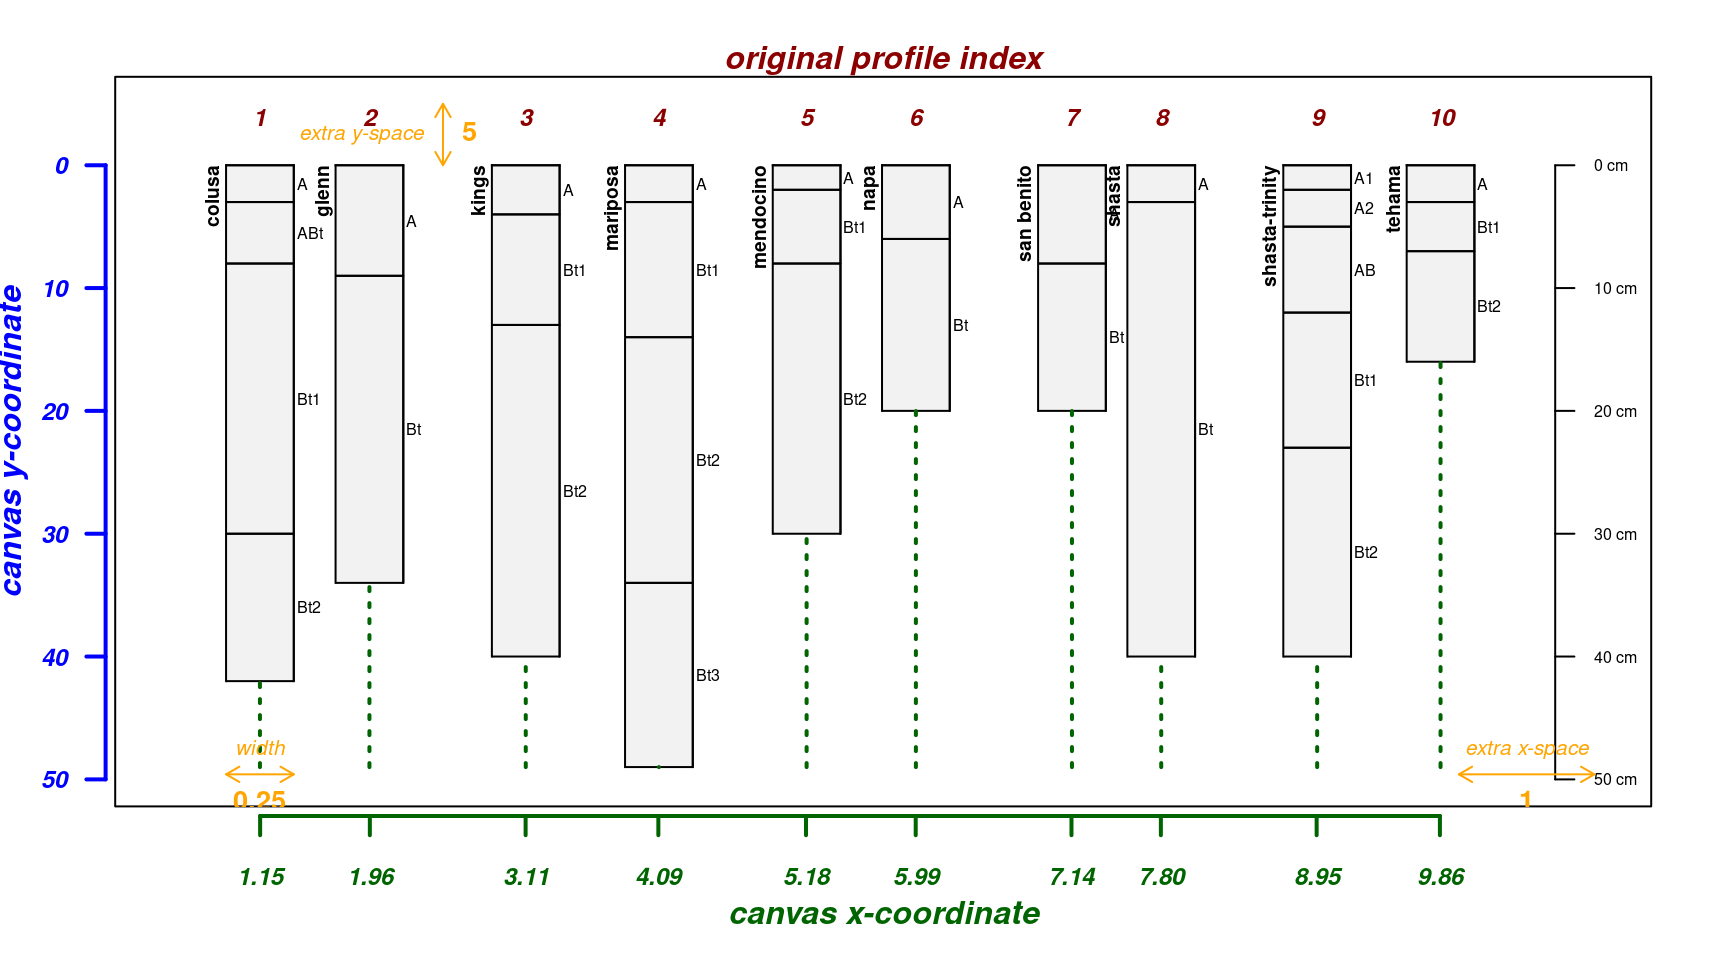 original profile index
1 2 3 4 5 6 7 8 9 10
extra y-space 5
canvas y-coordinate
0
10
20
30
40
50
colusa
A
ABt
Bt1
Bt2
glenn
A
Bt
kings
A
Bt1
Bt2
mariposa
A
Bt1
Bt2
Bt3
mendocino
A
Bt1
Bt2
napa
A
Bt
san benito
Bt
shasta
A
Bt
shasta-trinity
A1
A2
AB
Bt1
Bt2
tehama
A
Bt1
Bt2
0 cm
10 cm
20 cm
30 cm
40 cm
50 cm
width
0.25
extra x-space
1
1.15 1.96 3.11 4.09 5.18 5.99 7.14 7.80 8.95 9.86
canvas x-coordinate